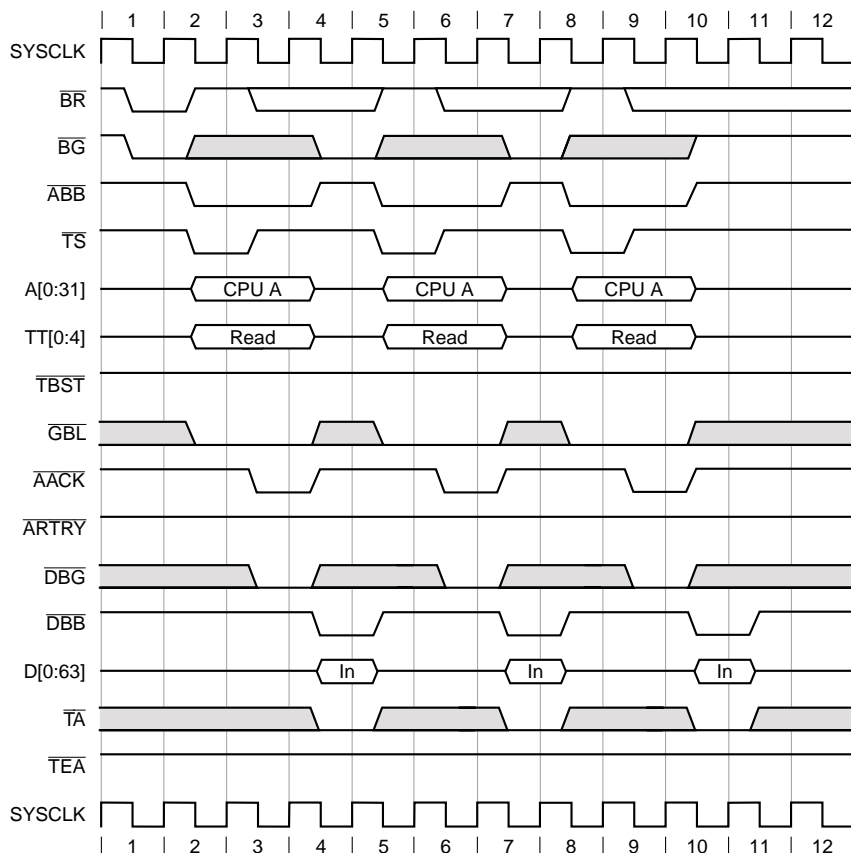 1 2 3 4 5 6 7 8 9 10 11 12
SYSCLK
BR
BG
ABB
TS
A[0:31] CPU A CPU A CPU A
TT[0:4] Read Read Read
TBST
GBL
AACK
ARTRY
DBG
DBB
D[0:63] In In In
TA
TEA
SYSCLK
1 2 3 4 5 6 7 8 9 10 11 12